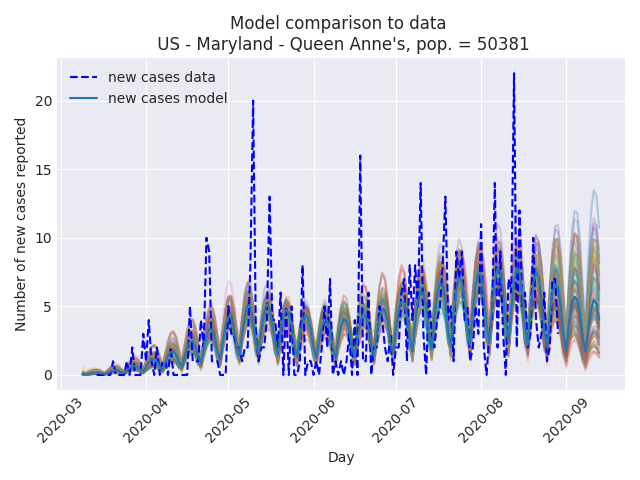 Model comparison to data
US - Maryland - Queen Anne's, pop. = 50381
new cases data
new cases model
Number of new cases reported
20
15
10
5
0
2020-03
2020-04
2020-05
2020-06
2020-07
2020-08
2020-09
Day